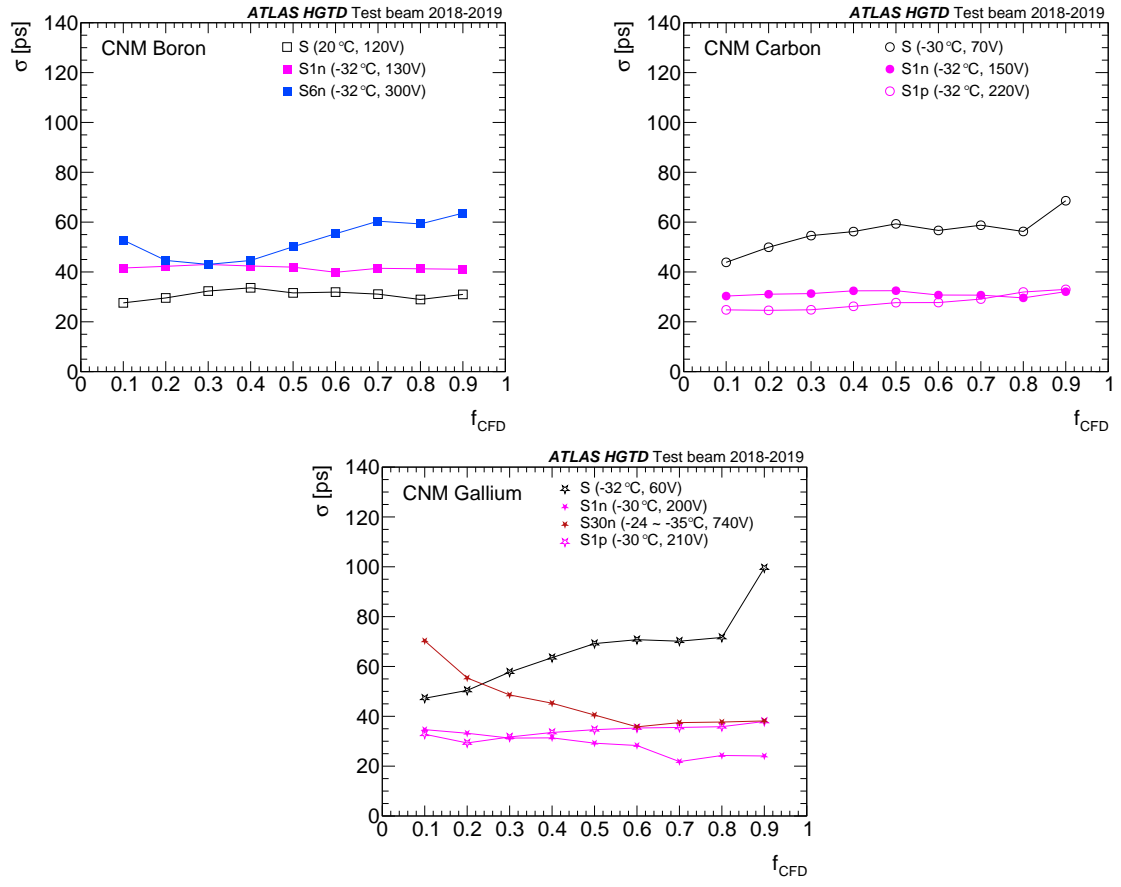 ATLAS HGTD Test beam 2018-2019
CNM Boron
S (20 °C, 120V)
S1n (-32 °C, 130V)
S6n (-32 °C, 300V)
σ [ps]
140
120
100
80
60
40
20
0
0 0.1 0.2 0.3 0.4 0.5 0.6 0.7 0.8 0.9 1
f_CFD
ATLAS HGTD Test beam 2018-2019
CNM Carbon
S (-30 °C, 70V)
S1n (-32 °C, 150V)
S1p (-32 °C, 220V)
σ [ps]
140
120
100
80
60
40
20
0
0 0.1 0.2 0.3 0.4 0.5 0.6 0.7 0.8 0.9 1
f_CFD
ATLAS HGTD Test beam 2018-2019
CNM Gallium
S (-32 °C, 60V)
S1n (-30 °C, 200V)
S30n (-24 ~ -35°C, 740V)
S1p (-30 °C, 210V)
σ [ps]
140
120
100
80
60
40
20
0
0 0.1 0.2 0.3 0.4 0.5 0.6 0.7 0.8 0.9 1
f_CFD